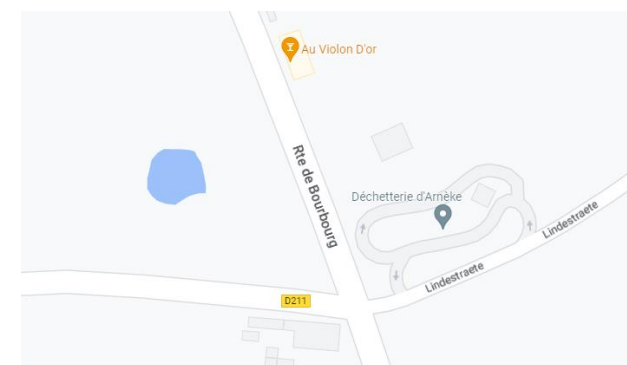 Au Violon D'or
Rte de Bourbourg
Déchetterie d'Arnèke
Lindestraete
Lindestraete
D211